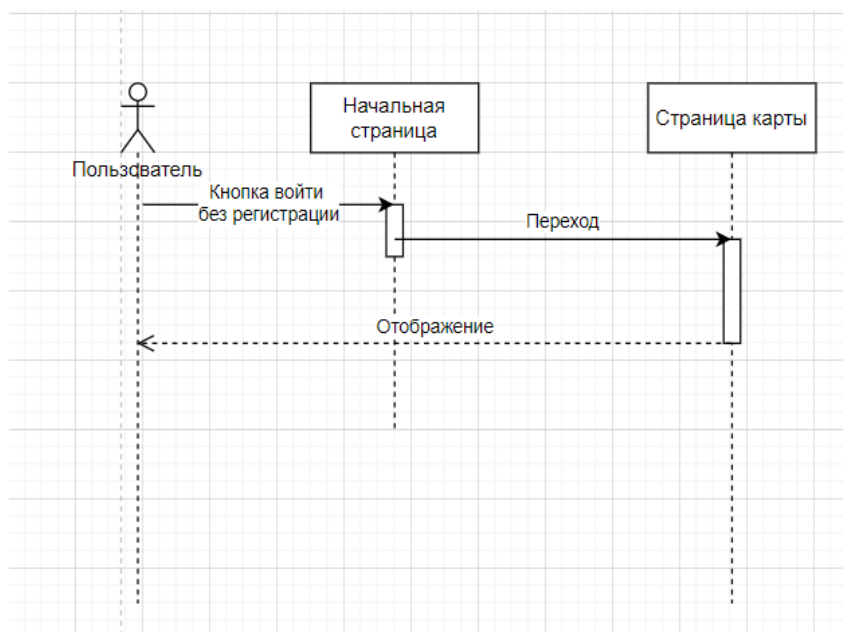 Начальная
страница
Страница карты
Пользователь
Кнопка войти
без регистрации
Переход
Отображение